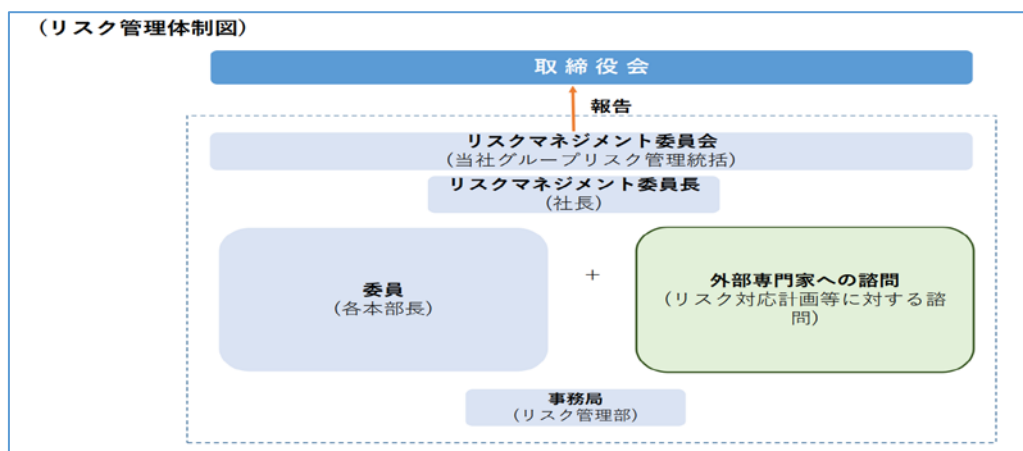 (リスク管理体制図)
取締役会
報告
リスクマネジメント委員会
(当社グループリスク管理統括)
リスクマネジメント委員長
(社長)
委員
(各本部長)
+
外部専門家への諮問
(リスク対応計画等に対する諮
問)
事務局
(リスク管理部)